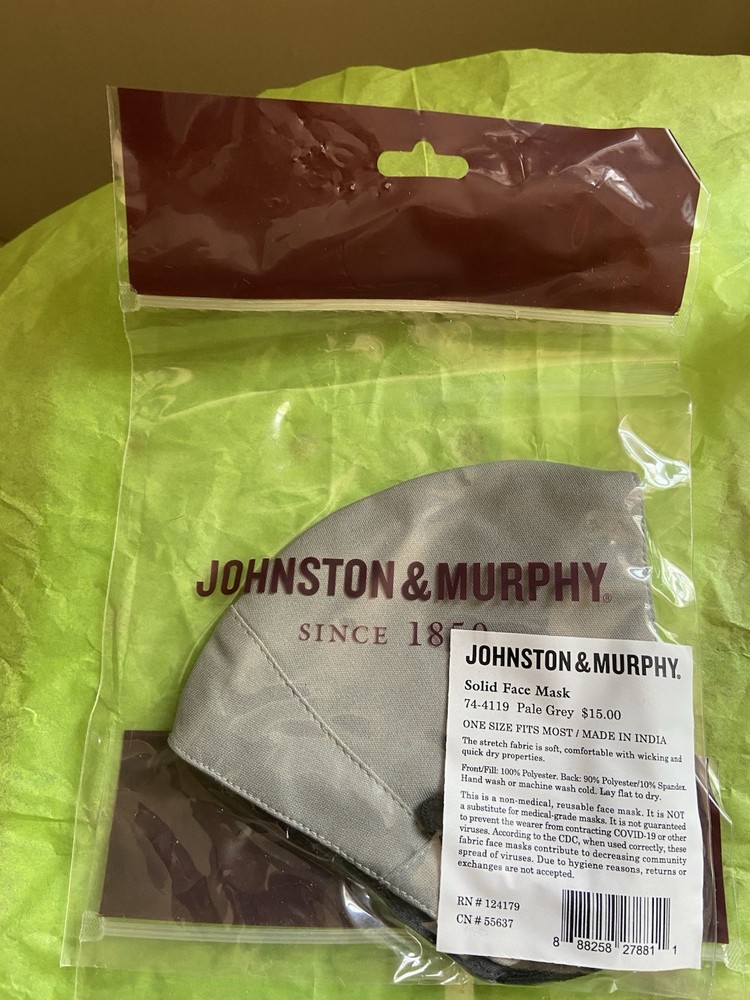 JOHNSTON & MURPHY®
SINCE 1850
JOHNSTON & MURPHY®
Solid Face Mask
74-4119 Pale Grey $15.00
ONE SIZE FITS MOST / MADE IN INDIA
The stretch fabric is soft, comfortable with wicking and
quick dry properties.
Front/Fill: 100% Polyester. Back: 90% Polyester/10% Spandex.
Hand wash or machine wash cold. Lay flat to dry.
This is a non-medical, reusable face mask. It is NOT
a substitute for medical-grade masks. It is not guaranteed
to prevent the wearer from contracting COVID-19 or other
viruses. According to the CDC, when used correctly, these
fabric face masks contribute to decreasing community
spread of viruses. Due to hygiene reasons, returns or
exchanges are not accepted.
RN # 124179
CN # 55637
8 88258 27881 1